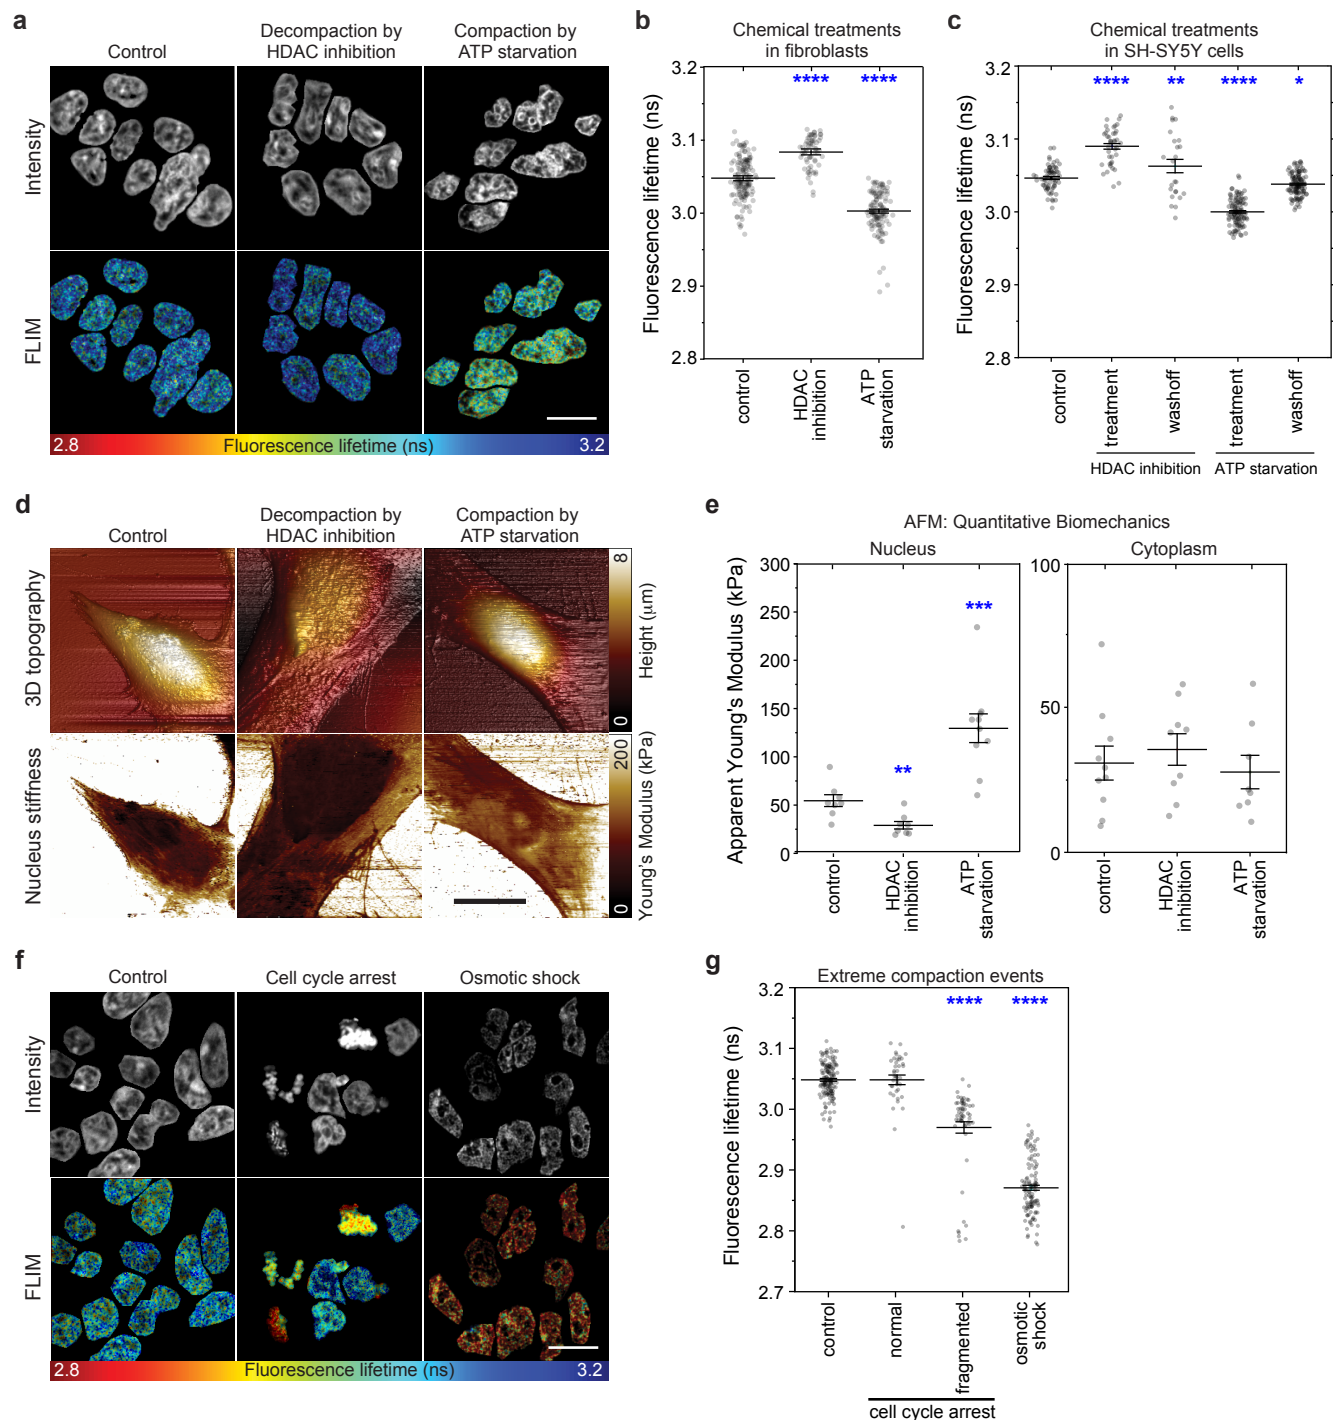 a
Control
Decompaction by
HDAC inhibition
Compaction by
ATP starvation
Intensity
FLIM
2.8
Fluorescence lifetime (ns)
3.2
b
Chemical treatments
in fibroblasts
Fluorescence lifetime (ns)
3.2
3.1
3.0
2.9
2.8
****
****
control
HDAC
inhibition
ATP
starvation
c
Chemical treatments
in SH-SY5Y cells
Fluorescence lifetime (ns)
3.2
3.1
3.0
2.9
2.8
****
**
****
*
control
treatment
washoff
treatment
washoff
HDAC inhibition
ATP starvation
d
Control
Decompaction by
HDAC inhibition
Compaction by
ATP starvation
3D topography
Nucleus stiffness
8
0
Height (μm)
200
0
Young's Modulus (kPa)
e
AFM: Quantitative Biomechanics
Nucleus
Cytoplasm
Apparent Young's Modulus (kPa)
300
250
200
150
100
50
0
**
***
control
HDAC
inhibition
ATP
starvation
100
50
0
control
HDAC
inhibition
ATP
starvation
f
Control
Cell cycle arrest
Osmotic shock
Intensity
FLIM
2.8
Fluorescence lifetime (ns)
3.2
g
Extreme compaction events
Fluorescence lifetime (ns)
3.2
3.1
3.0
2.9
2.8
2.7
****
****
control
normal
fragmented
osmotic
shock
cell cycle arrest